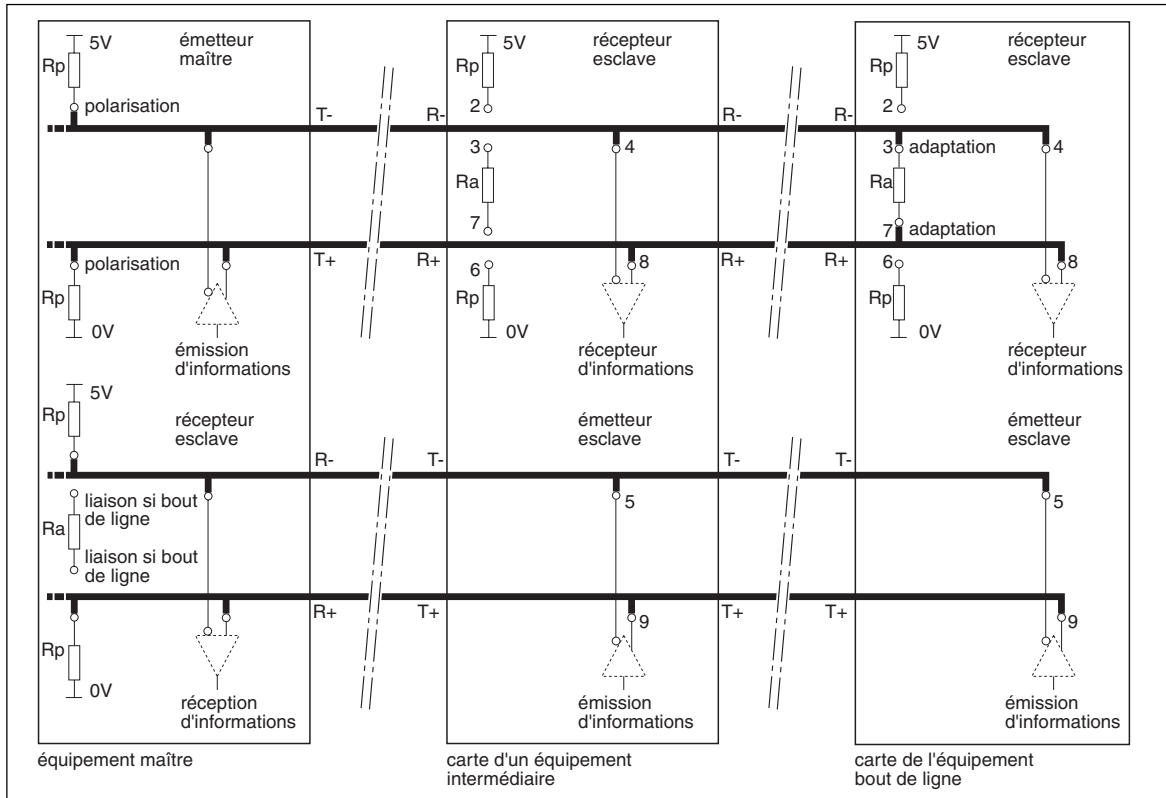 5V
émetteur
maître
Rp
polarisation
T-
5V
récepteur
esclave
Rp
2
R-
R-
3
4
Ra
7
5V
récepteur
esclave
Rp
2
R-
3
adaptation
4
Ra
7
adaptation
polarisation
T+
R+
6
8
R+
R+
6
8
Rp
0V
émission
d'informations
Rp
0V
récepteur
d'informations
Rp
0V
récepteur
d'informations
5V
Rp
récepteur
esclave
émetteur
esclave
émetteur
esclave
R-
T-
T-
T-
liaison si bout
de ligne
5
5
Ra
liaison si bout
de ligne
R+
T+
T+
T+
9
9
Rp
0V
réception
d'informations
émission
d'informations
émission
d'informations
équipement maître
carte d'un équipement
intermédiaire
carte de l'équipement
bout de ligne